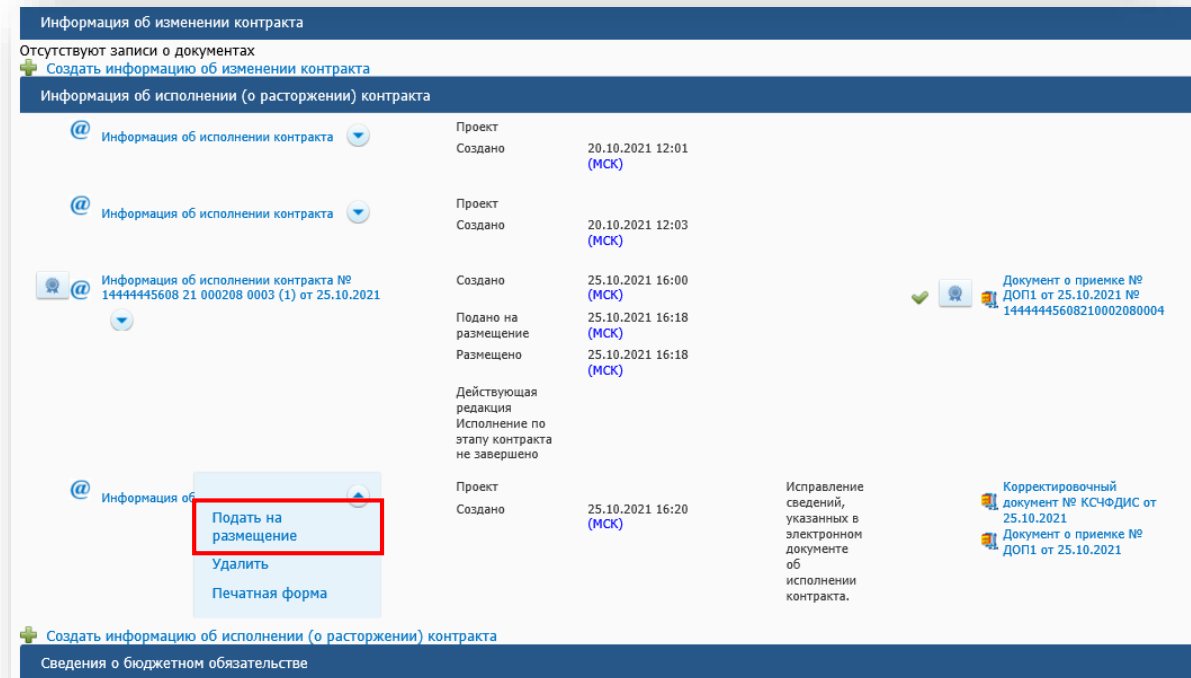 Информация об изменении контракта
Отсутствуют записи о документах
Создать информацию об изменении контракта
Информация об исполнении (о расторжении) контракта
Информация об исполнении контракта
Проект
Создано
20.10.2021 12:01
(МСК)
Информация об исполнении контракта
Проект
Создано
20.10.2021 12:03
(МСК)
Информация об исполнении контракта №
14444445608 21 000208 0003 (1) от 25.10.2021
Создано
25.10.2021 16:00
(МСК)
Подано на
размещение
25.10.2021 16:18
(МСК)
Размещено
25.10.2021 16:18
(МСК)
Действующая
редакция
Исполнение по
этапу контракта
не завершено
Документ о приемке №
ДОП1 от 25.10.2021 №
14444445608210002080004
Информация об
Подать на
размещение
Удалить
Печатная форма
Проект
Создано
25.10.2021 16:20
(МСК)
Исправление
сведений,
указанных в
электронном
документе
об
исполнении
контракта.
Корректировочный
документ № КСЧФДИС от
25.10.2021
Документ о приемке №
ДОП1 от 25.10.2021
Создать информацию об исполнении (о расторжении) контракта
Сведения о бюджетном обязательстве